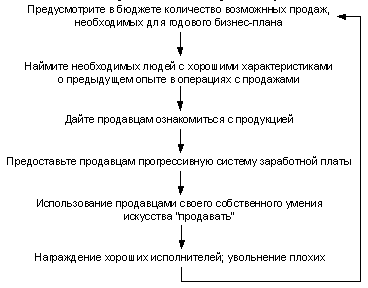 Предусмотрите в бюджете количество возможных продаж,
необходимых для годового бизнес-плана
Наймите необходимых людей с хорошими характеристиками
о предыдущем опыте в операциях с продажами
Дайте продавцам ознакомиться с продукцией
Предоставьте продавцам прогрессивную систему заработной платы
Использование продавцами своего собственного умения
искусства "продавать"
Награждение хороших исполнителей; увольнение плохих